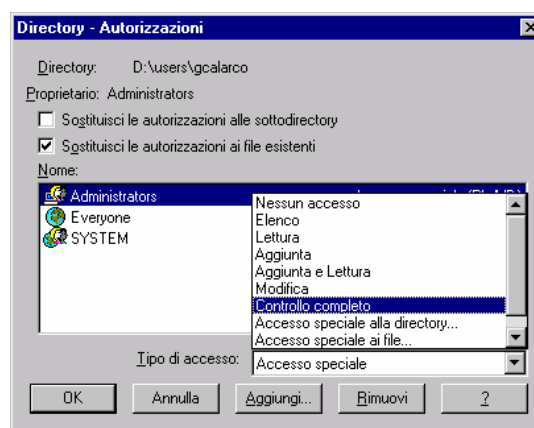 Directory - Autorizzazioni
Directory: D:\users\gcalarco
Proprietario: Administrators
Sostituisci le autorizzazioni alle sottodirectory
Sostituisci le autorizzazioni ai file esistenti
Nome:
Administrators
Everyone
SYSTEM
Nessun accesso
Elenco
Lettura
Aggiunta
Aggiunta e Lettura
Modifica
Controllo completo
Accesso speciale alla directory...
Accesso speciale ai file...
Tipo di accesso: Accesso speciale
OK Annulla Aggiungi... Rimuovi ?